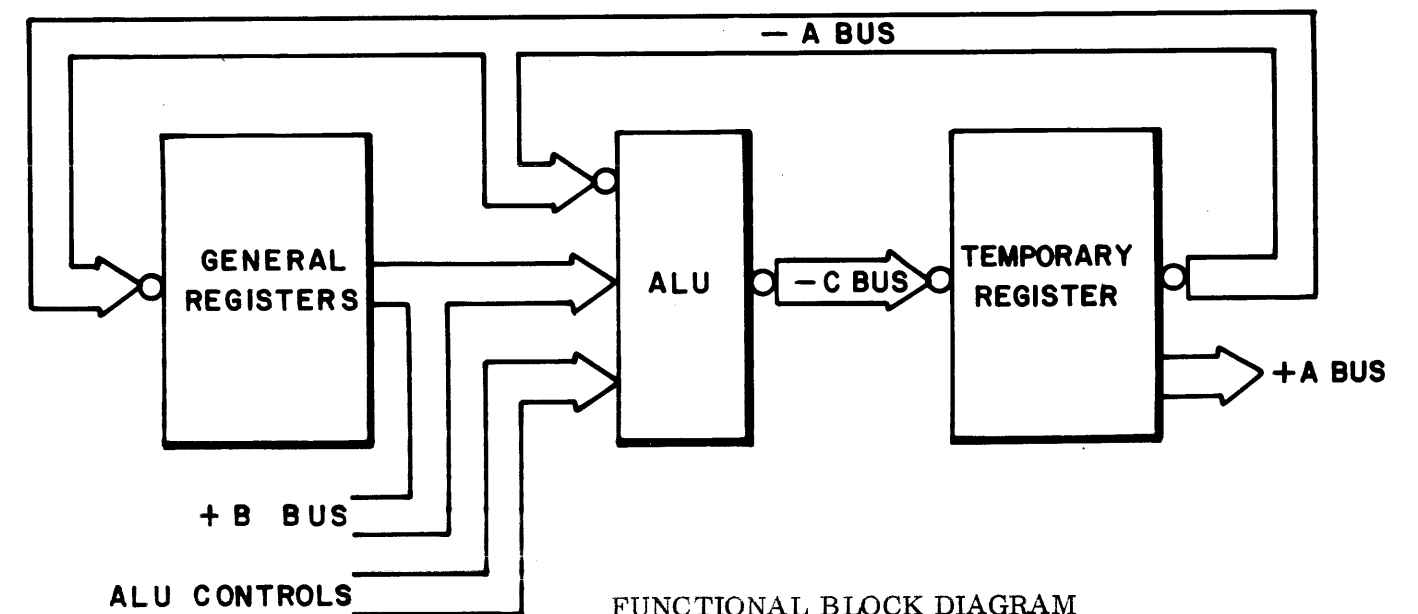 — A BUS
GENERAL
REGISTERS
ALU
— C BUS
TEMPORARY
REGISTER
+A BUS
+ B BUS
ALU CONTROLS
FUNCTIONAL BLOCK DIAGRAM